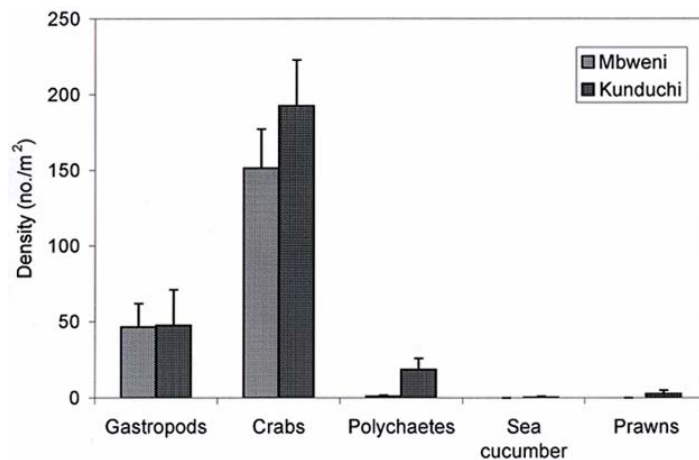 250
200
150
100
50
0
Density (no./m²)
Mbweni
Kunduchi
Gastropods Crabs Polychaetes Sea cucumber Prawns